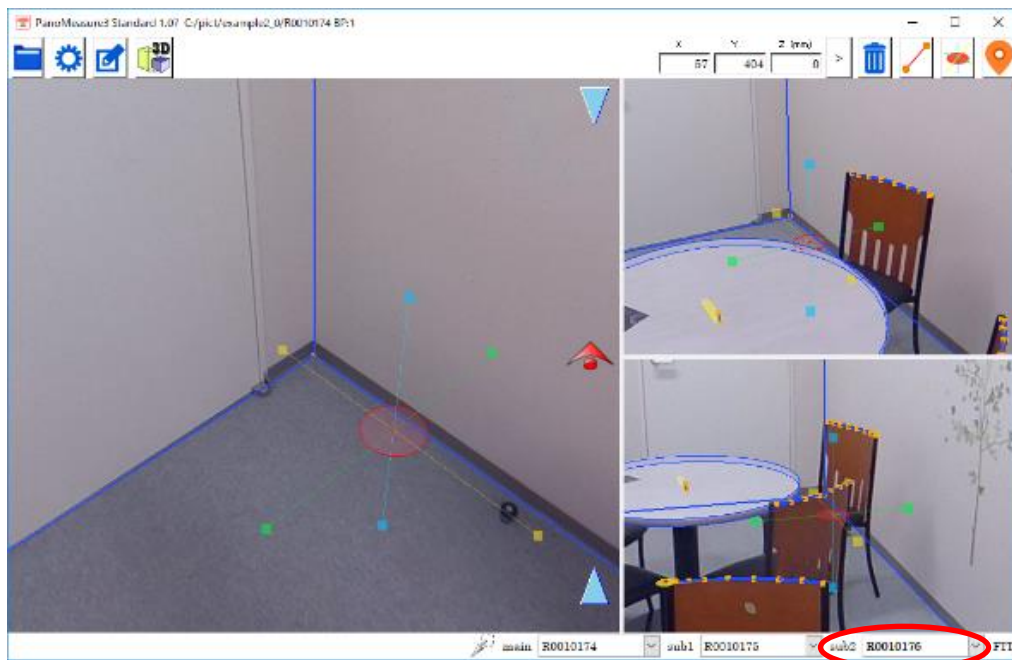 PanoMeasure3 Standard 1.07 C:/pict/example2_0/R0010174 BP:1
3D
X Y Z (mm)
57 404 0 >
main R0010174 sub1 R0010175 sub2 R0010176